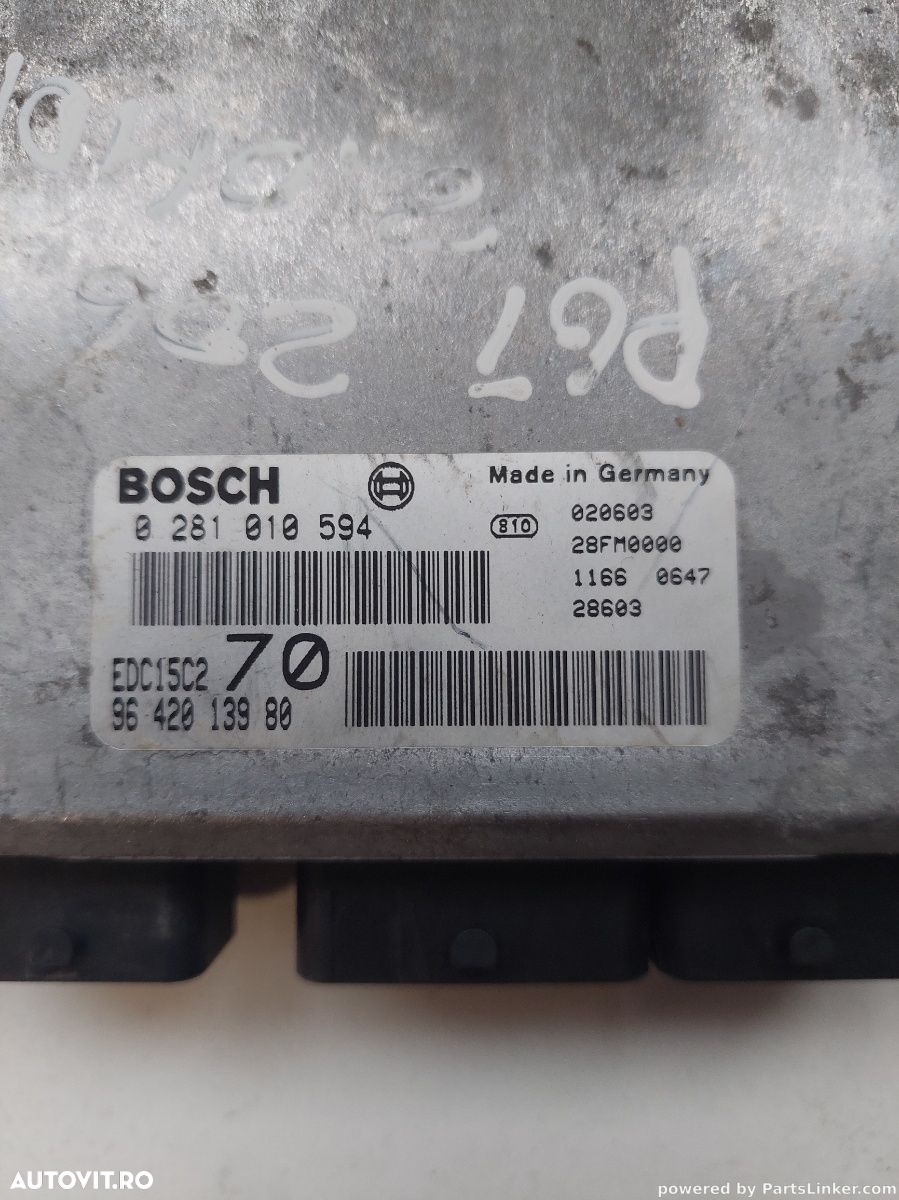 PGT 206
BOSCH
Made in Germany
0 281 010 594
810
020603
28FM0000
1166 0647
28603
EDC15C2
70
96 420 139 80
AUTOVIT.RO
powered by PartsLinker.com